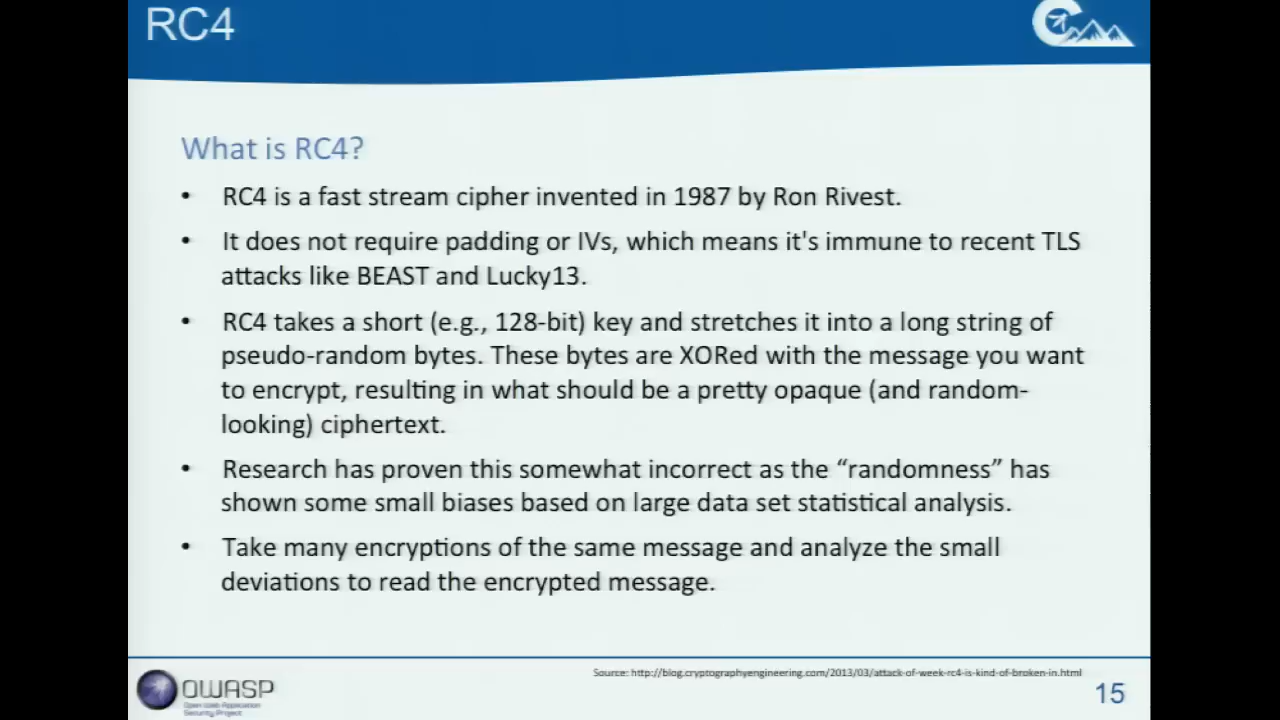 RC4
What is RC4?
• RC4 is a fast stream cipher invented in 1987 by Ron Rivest.
• It does not require padding or IVs, which means it's immune to recent TLS
attacks like BEAST and Lucky13.
• RC4 takes a short (e.g., 128-bit) key and stretches it into a long string of
pseudo-random bytes. These bytes are XORed with the message you want
to encrypt, resulting in what should be a pretty opaque (and random-
looking) ciphertext.
• Research has proven this somewhat incorrect as the “randomness” has
shown some small biases based on large data set statistical analysis.
• Take many encryptions of the same message and analyze the small
deviations to read the encrypted message.
Source: http://blog.cryptographyengineering.com/2013/03/attack-of-week-rc4-is-kind-of-broken-in.html
OWASP
Open Web Application
Security Project
15